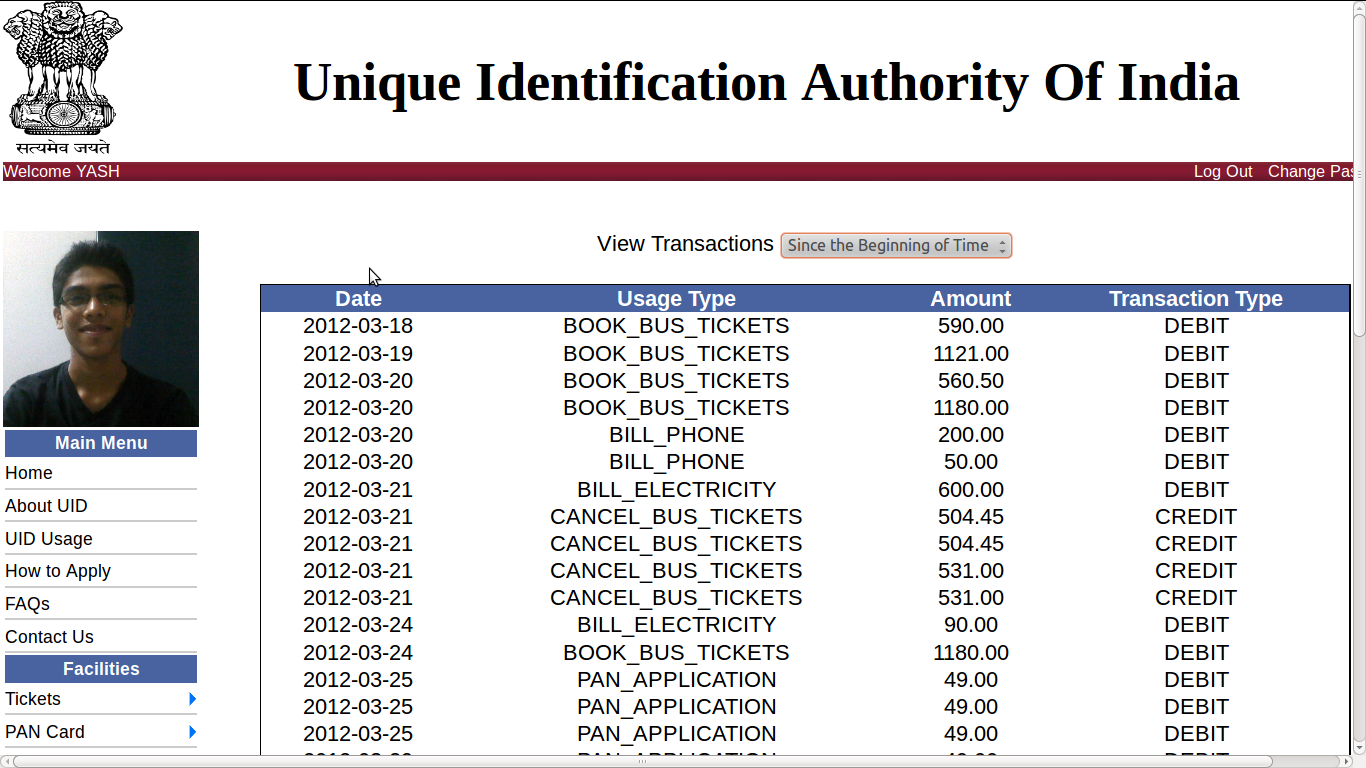 Unique Identification Authority Of India
सत्यमेव जयते
Welcome YASH Log Out Change Pas
View Transactions Since the Beginning of Time
Date Usage Type Amount Transaction Type
2012-03-18 BOOK_BUS_TICKETS 590.00 DEBIT
2012-03-19 BOOK_BUS_TICKETS 1121.00 DEBIT
2012-03-20 BOOK_BUS_TICKETS 560.50 DEBIT
2012-03-20 BOOK_BUS_TICKETS 1180.00 DEBIT
2012-03-20 BILL_PHONE 200.00 DEBIT
2012-03-20 BILL_PHONE 50.00 DEBIT
2012-03-21 BILL_ELECTRICITY 600.00 DEBIT
2012-03-21 CANCEL_BUS_TICKETS 504.45 CREDIT
2012-03-21 CANCEL_BUS_TICKETS 504.45 CREDIT
2012-03-21 CANCEL_BUS_TICKETS 531.00 CREDIT
2012-03-21 CANCEL_BUS_TICKETS 531.00 CREDIT
2012-03-24 BILL_ELECTRICITY 90.00 DEBIT
2012-03-24 BOOK_BUS_TICKETS 1180.00 DEBIT
2012-03-25 PAN_APPLICATION 49.00 DEBIT
2012-03-25 PAN_APPLICATION 49.00 DEBIT
2012-03-25 PAN_APPLICATION 49.00 DEBIT
Main Menu
Home
About UID
UID Usage
How to Apply
FAQs
Contact Us
Facilities
Tickets
PAN Card